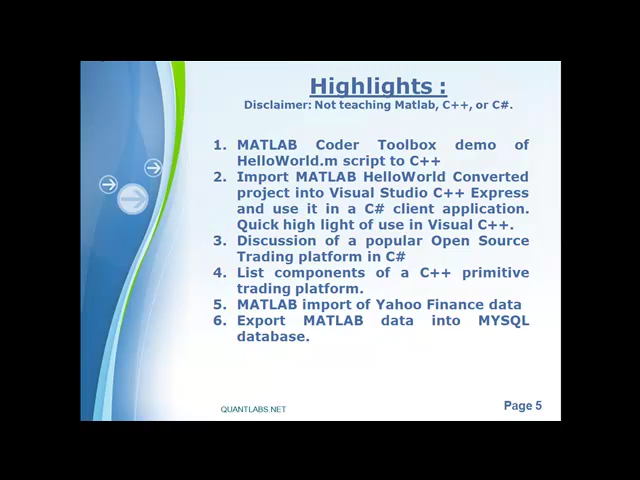 Highlights :
Disclaimer: Not teaching Matlab, C++, or C#.
1. MATLAB Coder Toolbox demo of
HelloWorld.m script to C++
2. Import MATLAB HelloWorld Converted
project into Visual Studio C++ Express
and use it in a C# client application.
Quick high light of use in Visual C++.
3. Discussion of a popular Open Source
Trading platform in C#
4. List components of a C++ primitive
trading platform.
5. MATLAB import of Yahoo Finance data
6. Export MATLAB data into MYSQL
database.
QUANTLABS.NET
Page 5